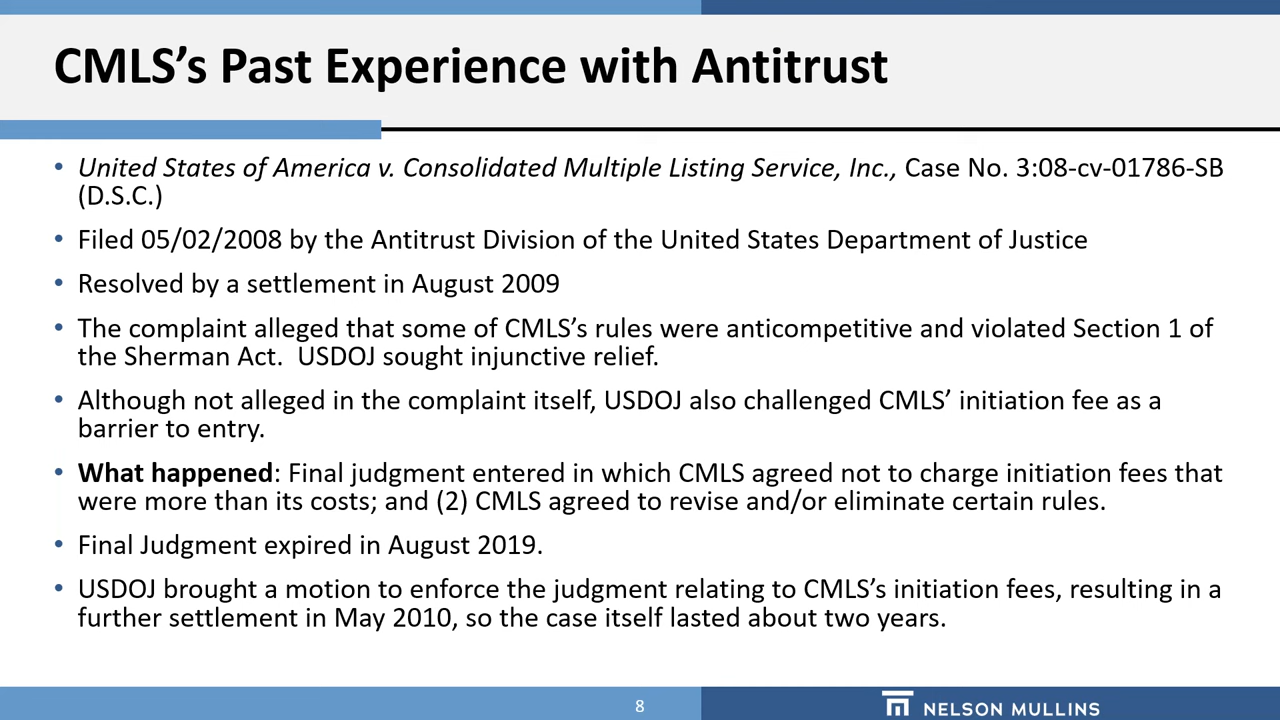 CMLS’s Past Experience with Antitrust
• United States of America v. Consolidated Multiple Listing Service, Inc., Case No. 3:08-cv-01786-SB
(D.S.C.)
• Filed 05/02/2008 by the Antitrust Division of the United States Department of Justice
• Resolved by a settlement in August 2009
• The complaint alleged that some of CMLS’s rules were anticompetitive and violated Section 1 of
the Sherman Act.  USDOJ sought injunctive relief.
• Although not alleged in the complaint itself, USDOJ also challenged CMLS’ initiation fee as a
barrier to entry.
• What happened: Final judgment entered in which CMLS agreed not to charge initiation fees that
were more than its costs; and (2) CMLS agreed to revise and/or eliminate certain rules.
• Final Judgment expired in August 2019.
• USDOJ brought a motion to enforce the judgment relating to CMLS’s initiation fees, resulting in a
further settlement in May 2010, so the case itself lasted about two years.
8
NELSON MULLINS